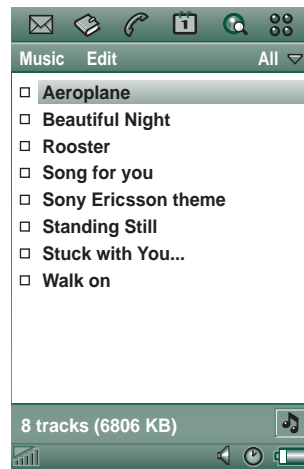 Music Edit All
Aeroplane
Beautiful Night
Rooster
Song for you
Sony Ericsson theme
Standing Still
Stuck with You...
Walk on
8 tracks (6806 KB)